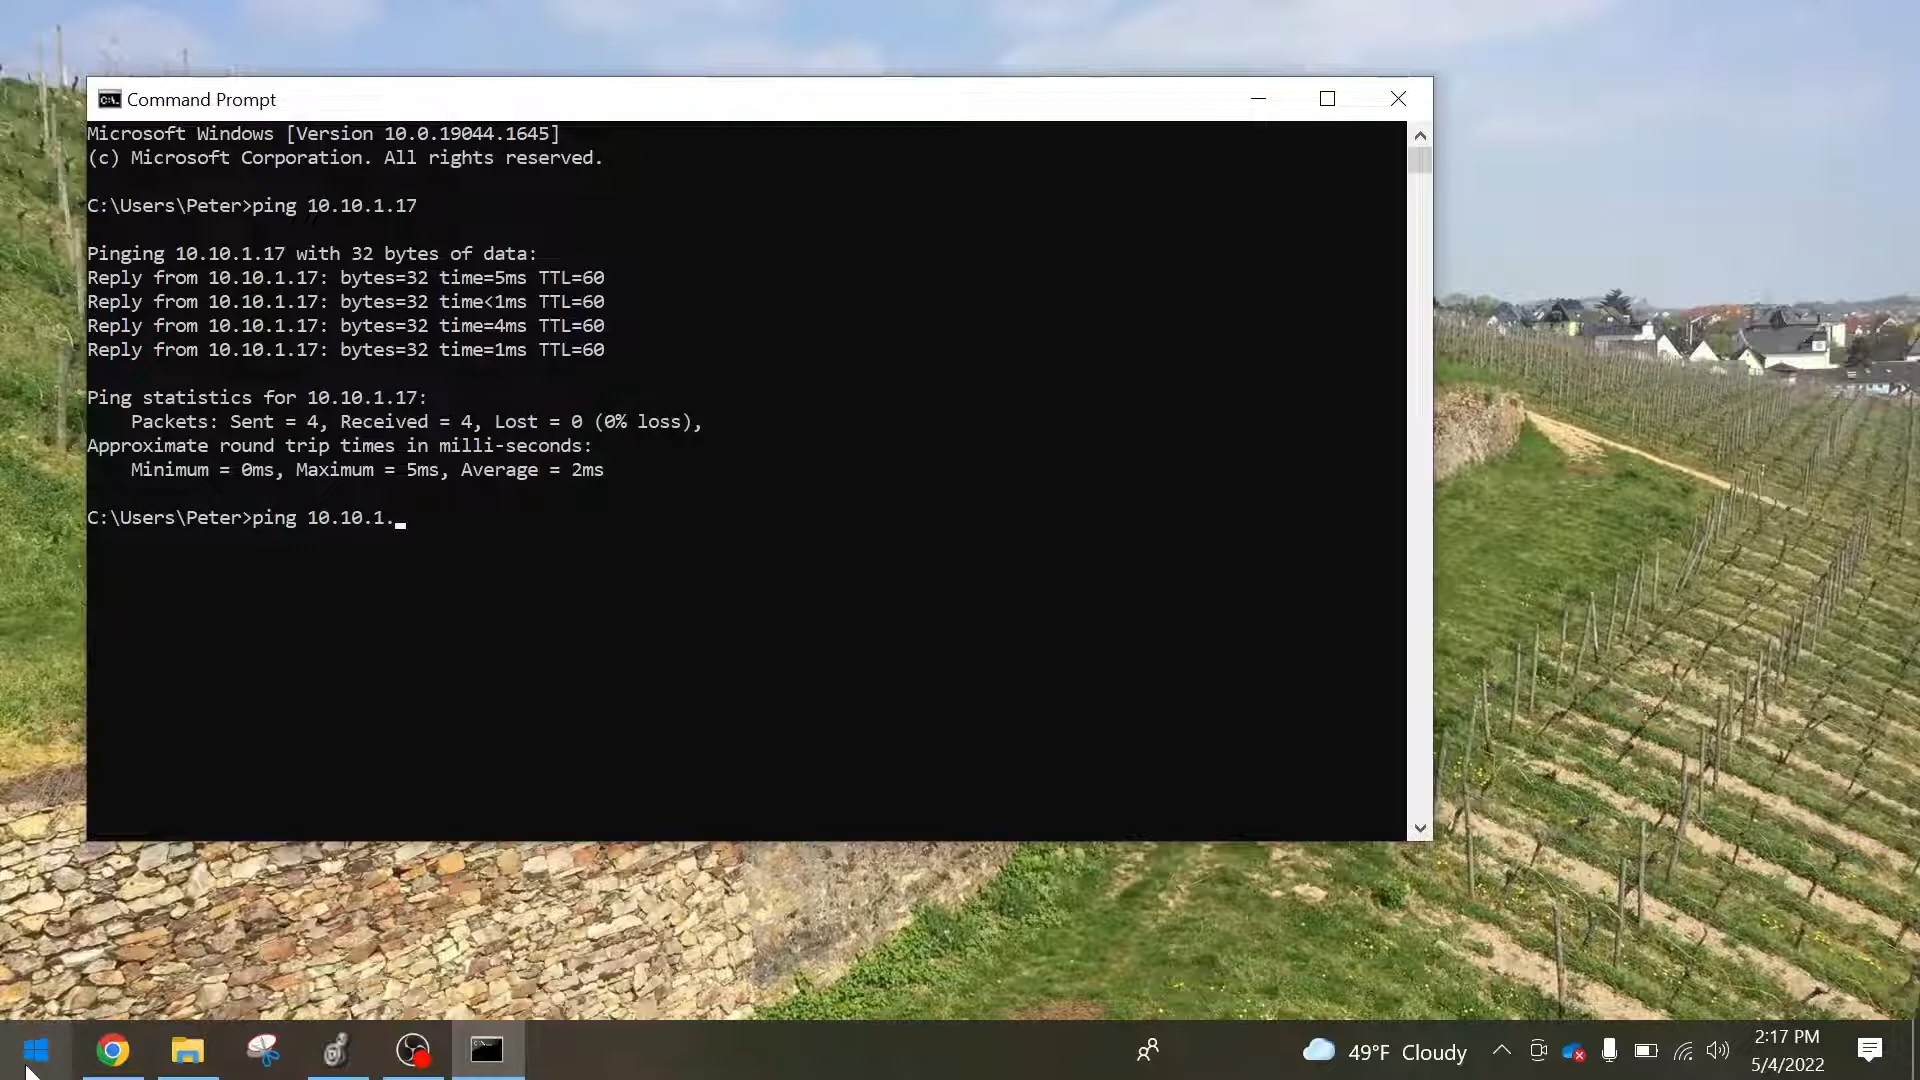 Command Prompt
Microsoft Windows [Version 10.0.19044.1645]
(c) Microsoft Corporation. All rights reserved.
C:\Users\Peter>ping 10.10.1.17
Pinging 10.10.1.17 with 32 bytes of data:
Reply from 10.10.1.17: bytes=32 time=5ms TTL=60
Reply from 10.10.1.17: bytes=32 time<1ms TTL=60
Reply from 10.10.1.17: bytes=32 time=4ms TTL=60
Reply from 10.10.1.17: bytes=32 time=1ms TTL=60
Ping statistics for 10.10.1.17:
    Packets: Sent = 4, Received = 4, Lost = 0 (0% loss),
Approximate round trip times in milli-seconds:
    Minimum = 0ms, Maximum = 5ms, Average = 2ms
C:\Users\Peter>ping 10.10.1.
49°F Cloudy
2:17 PM
5/4/2022